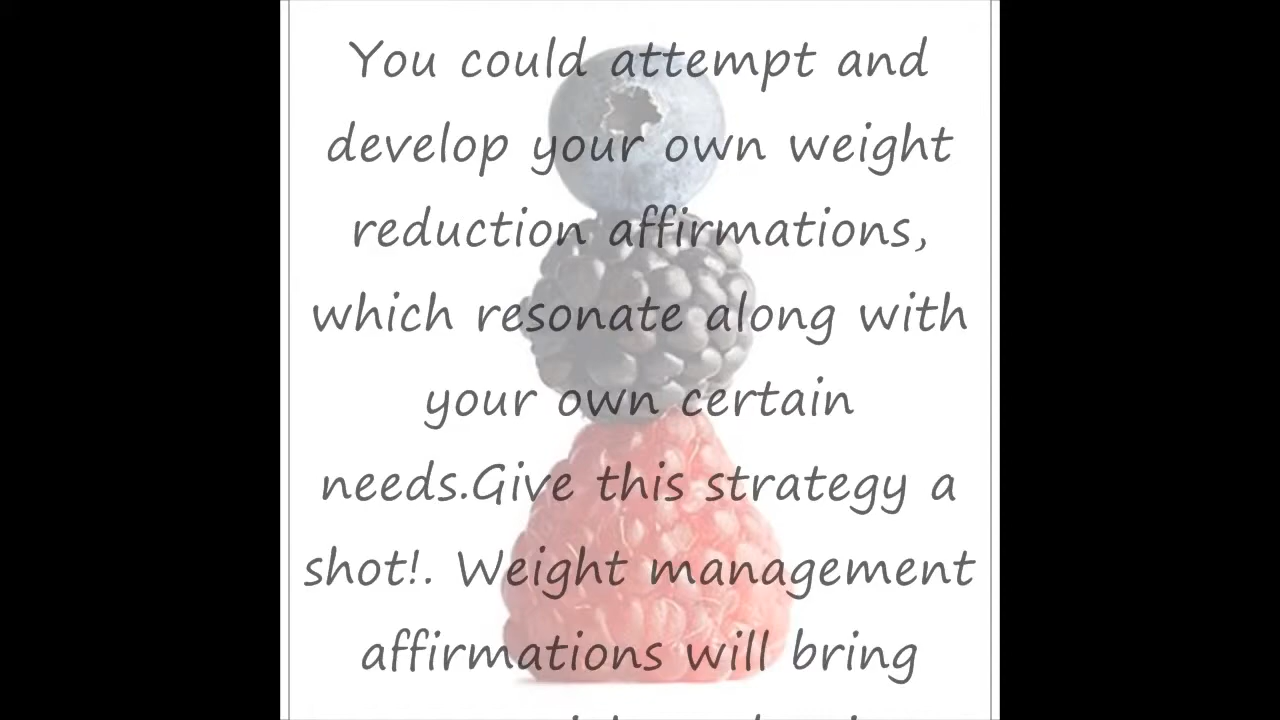 You could attempt and
develop your own weight
reduction affirmations,
which resonate along with
your own certain
needs.Give this strategy a
shot!. Weight management
affirmations will bring